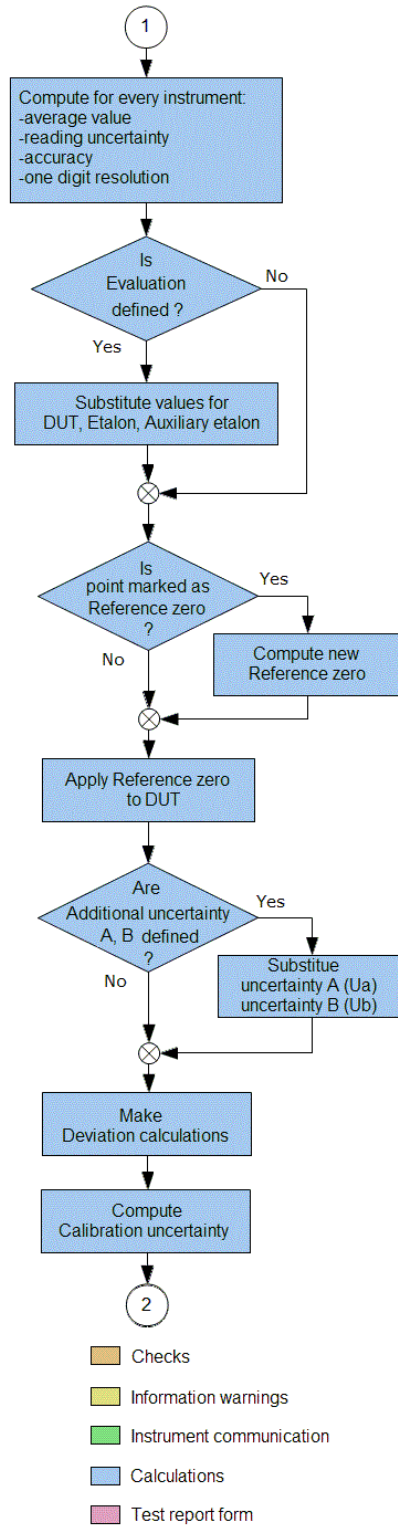 1
Compute for every instrument:
-average value
-reading uncertainty
-accuracy
-one digit resolution
Is
Evaluation
defined ?
No
Yes
Substitute values for
DUT, Etalon, Auxiliary etalon
Is
point marked as
Reference zero
?
Yes
No
Compute new
Reference zero
Apply Reference zero
to DUT
Are
Additional uncertainty
A, B defined
?
Yes
No
Substitue
uncertainty A (Ua)
uncertainty B (Ub)
Make
Deviation calculations
Compute
Calibration uncertainty
2
Checks
Information warnings
Instrument communication
Calculations
Test report form